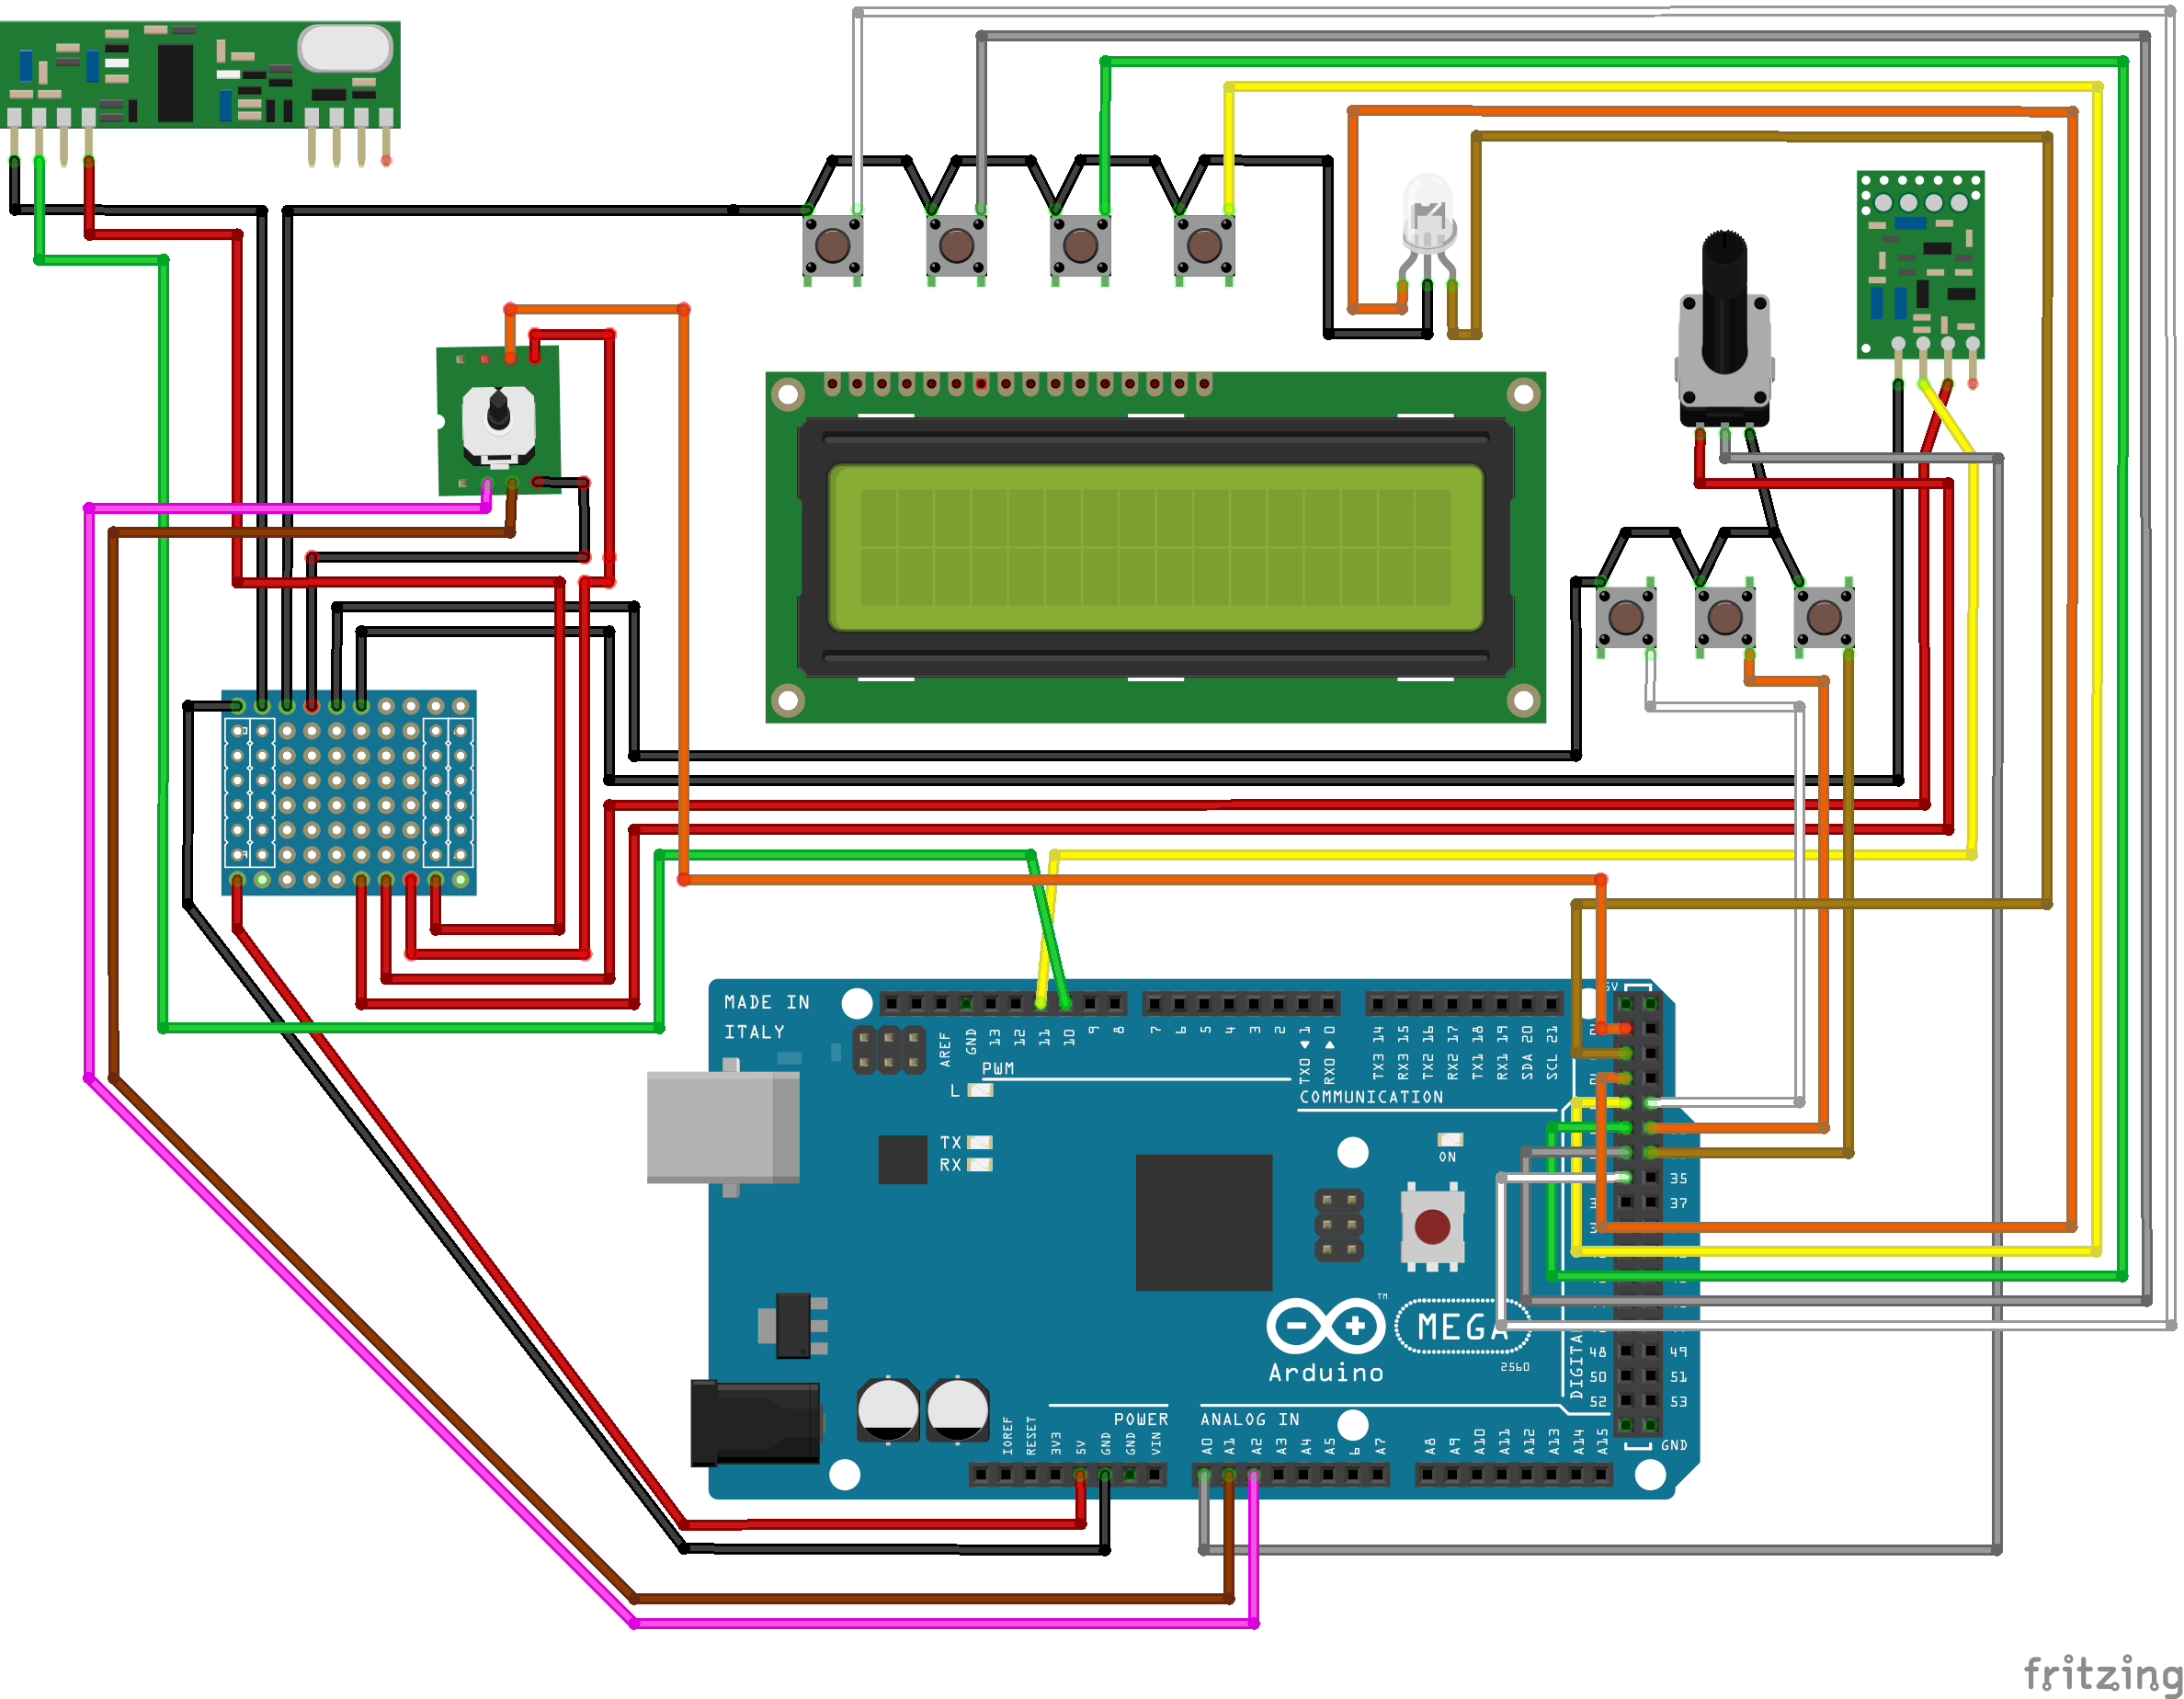 MADE IN
ITALY
AREF
GND
13
12
11
10
9
8
7
6
5
4
3
2
TX0 1
RX0 0
TX3 14
RX3 15
TX2 16
RX2 17
TX1 18
RX1 19
SDA 20
SCL 21
5V
PWM
L
COMMUNICATION
TX
RX
ON
35
37
MEGA
TM
2560
Arduino
DIGITA
48 49
50 51
52 53
GND
POWER
ANALOG IN
IOREF
RESET
3V3
5V
GND
GND
VIN
A0
A1
A2
A3
A4
A5
6
A7
A8
A9
A10
A11
A12
A13
A14
A15
fritzing